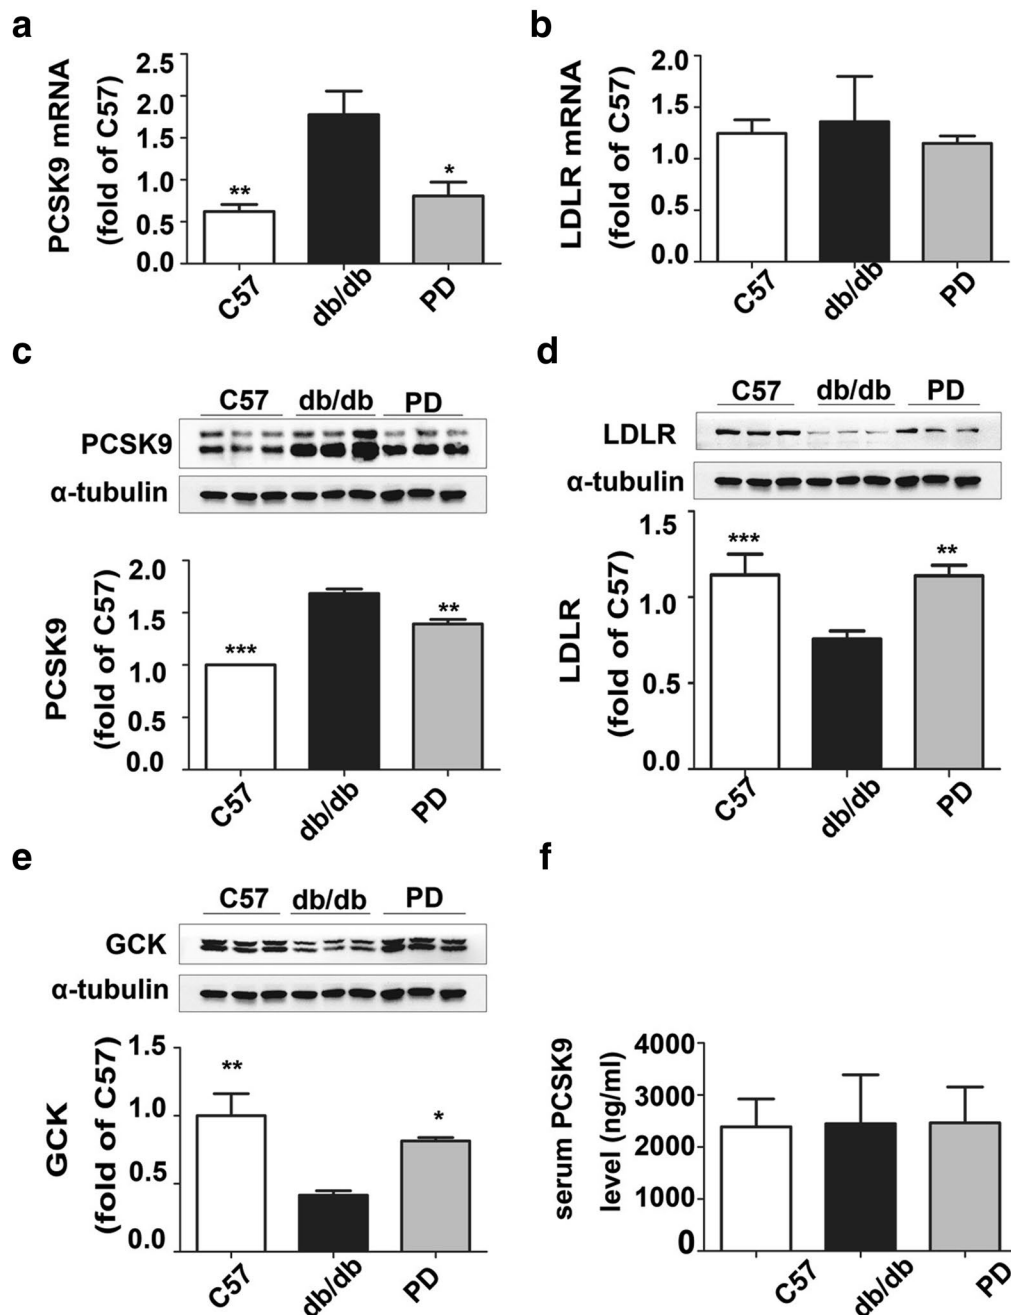 a
PCSK9 mRNA
(fold of C57)
2.5
2.0
1.5
1.0
0.5
0.0
**
*
C57
db/db
PD
b
LDLR mRNA
(fold of C57)
2.0
1.5
1.0
0.5
0.0
C57
db/db
PD
c
C57 db/db PD
PCSK9
α-tubulin
PCSK9
(fold of C57)
2.0
1.5
1.0
0.5
0.0
***
**
C57
db/db
PD
d
C57 db/db PD
LDLR
α-tubulin
LDLR
(fold of C57)
1.5
1.0
0.5
0.0
***
**
C57
db/db
PD
e
C57 db/db PD
GCK
α-tubulin
GCK
(fold of C57)
1.5
1.0
0.5
0.0
**
*
C57
db/db
PD
f
serum PCSK9
level (ng/ml)
4000
3000
2000
1000
0
C57
db/db
PD